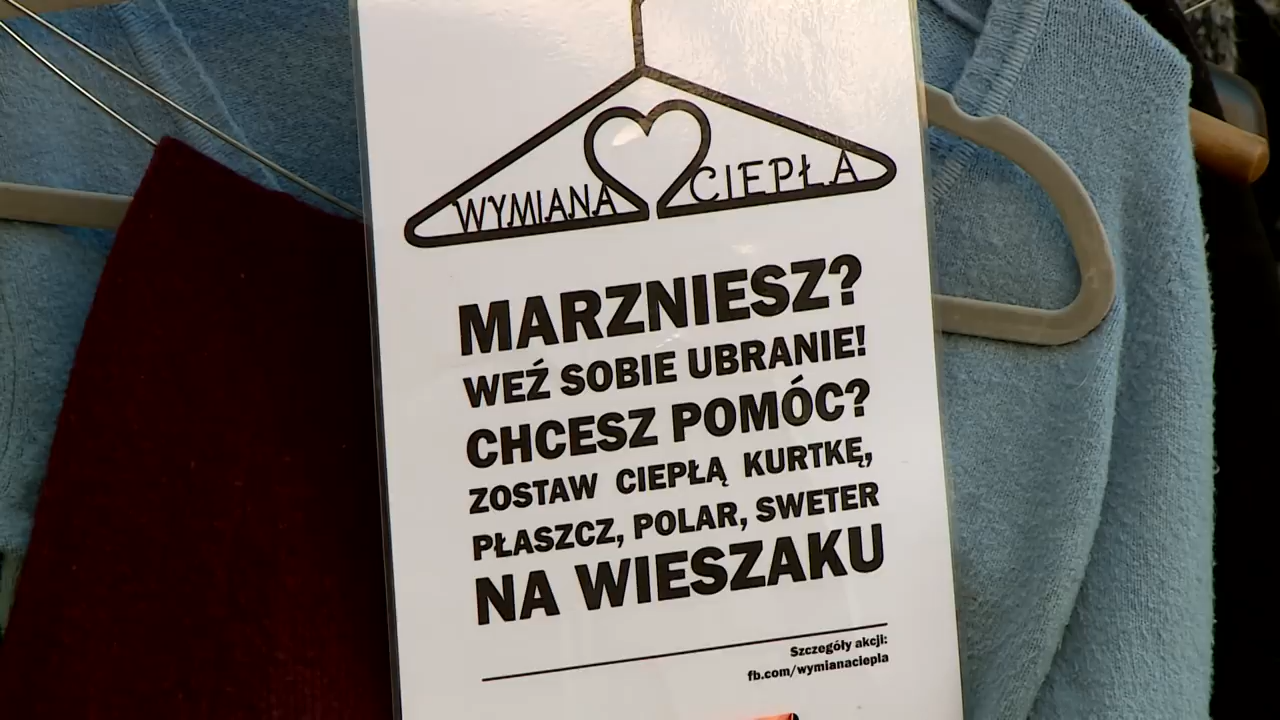 WYMIANA CIEPŁA
MARZNIESZ?
WEŹ SOBIE UBRANIE!
CHCESZ POMÓC?
ZOSTAW CIEPŁĄ KURTKĘ,
PŁASZCZ, POLAR, SWETER
NA WIESZAKU
Szczegóły akcji:
fb.com/wymianaciepla